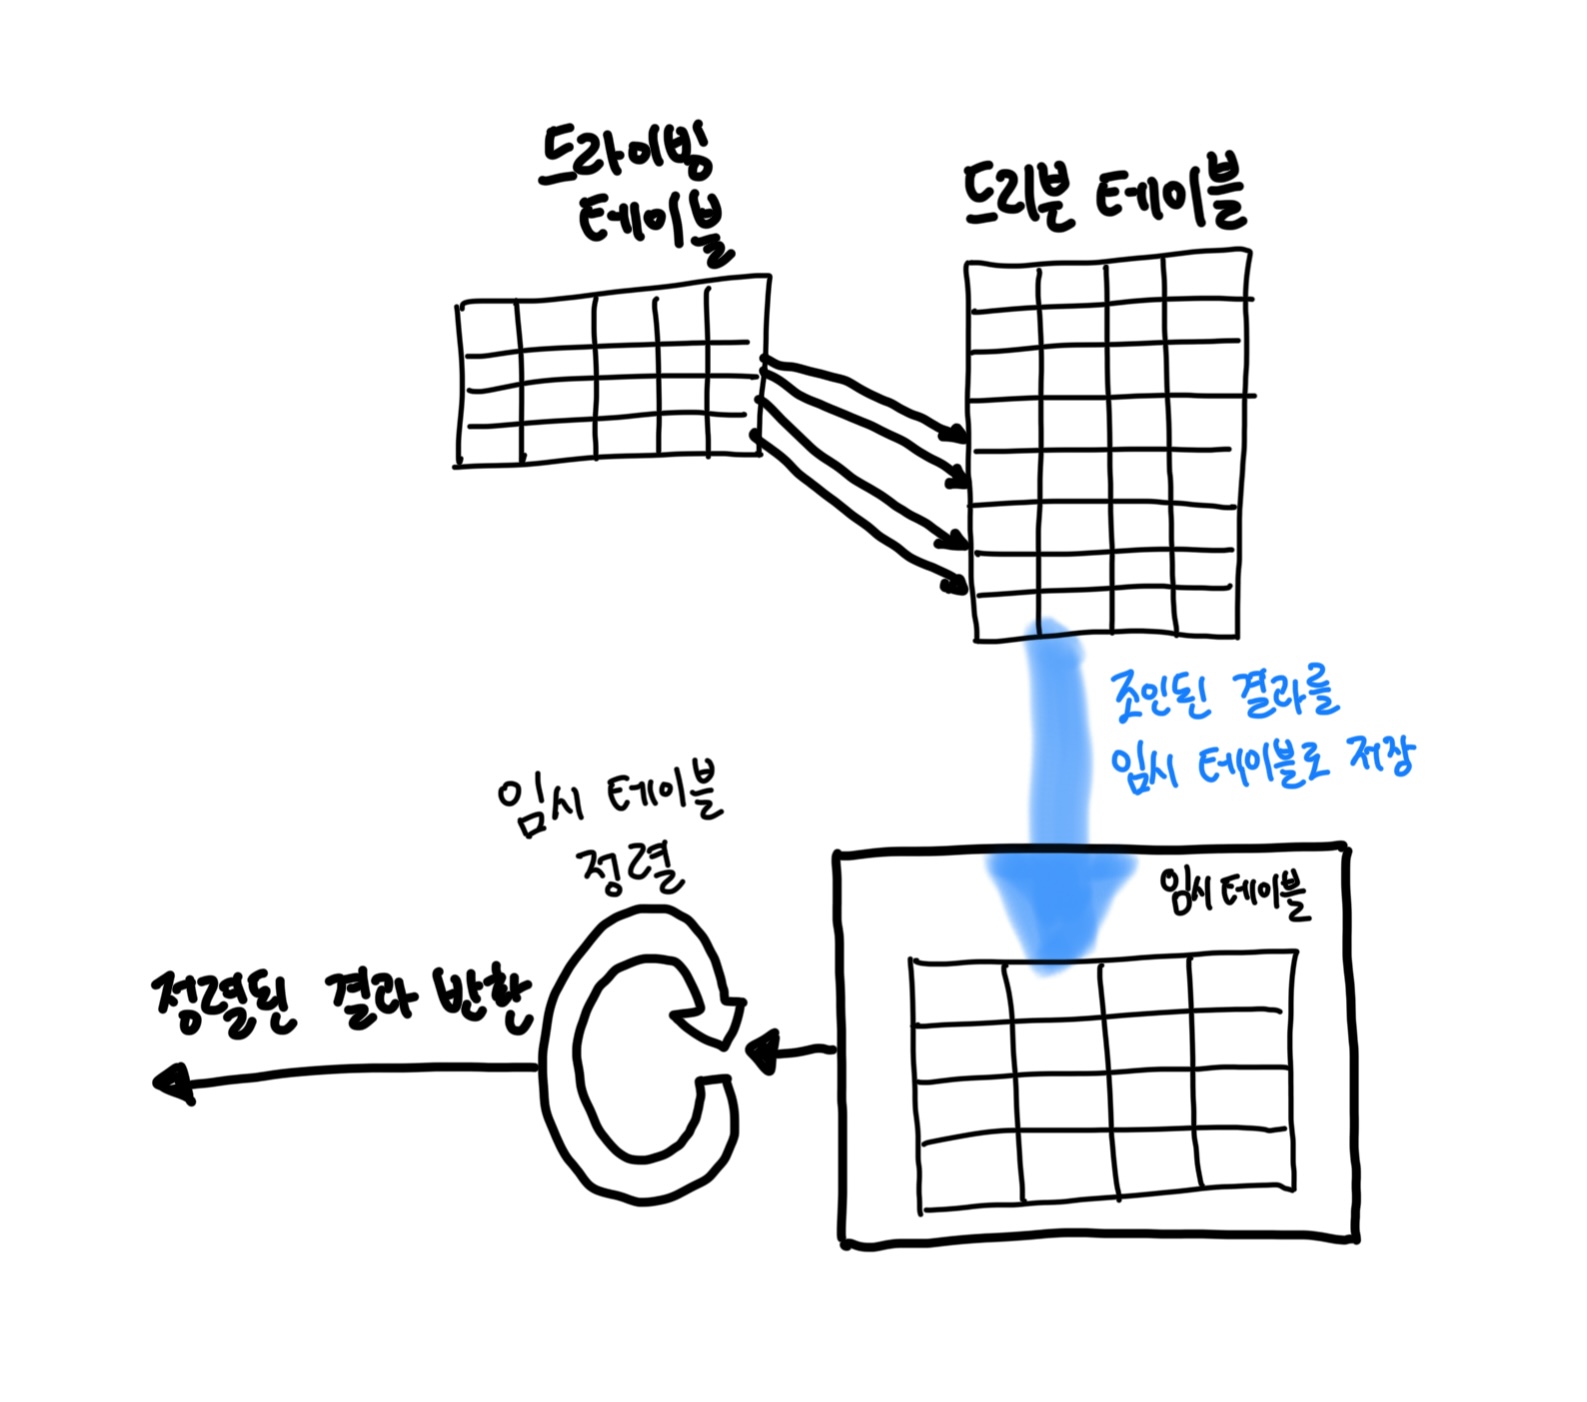 드라이빙
테이블
드리븐 테이블
조인된 결과를
임시 테이블로 저장
임시 테이블
정렬
임시 테이블
정렬된 결과 반환